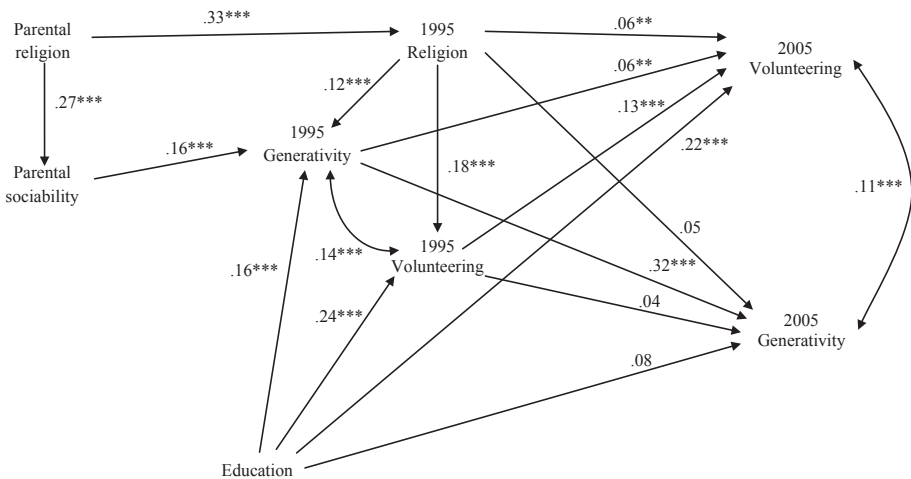 Parental
religion
.33***
1995
Religion
.06**
2005
Volunteering
.27***
.12***
.06**
.13***
1995
Generativity
.16***
.22***
Parental
sociability
.18***
.11***
.05
.14***
1995
Volunteering
.16***
.32***
.04
.24***
2005
Generativity
.08
Education